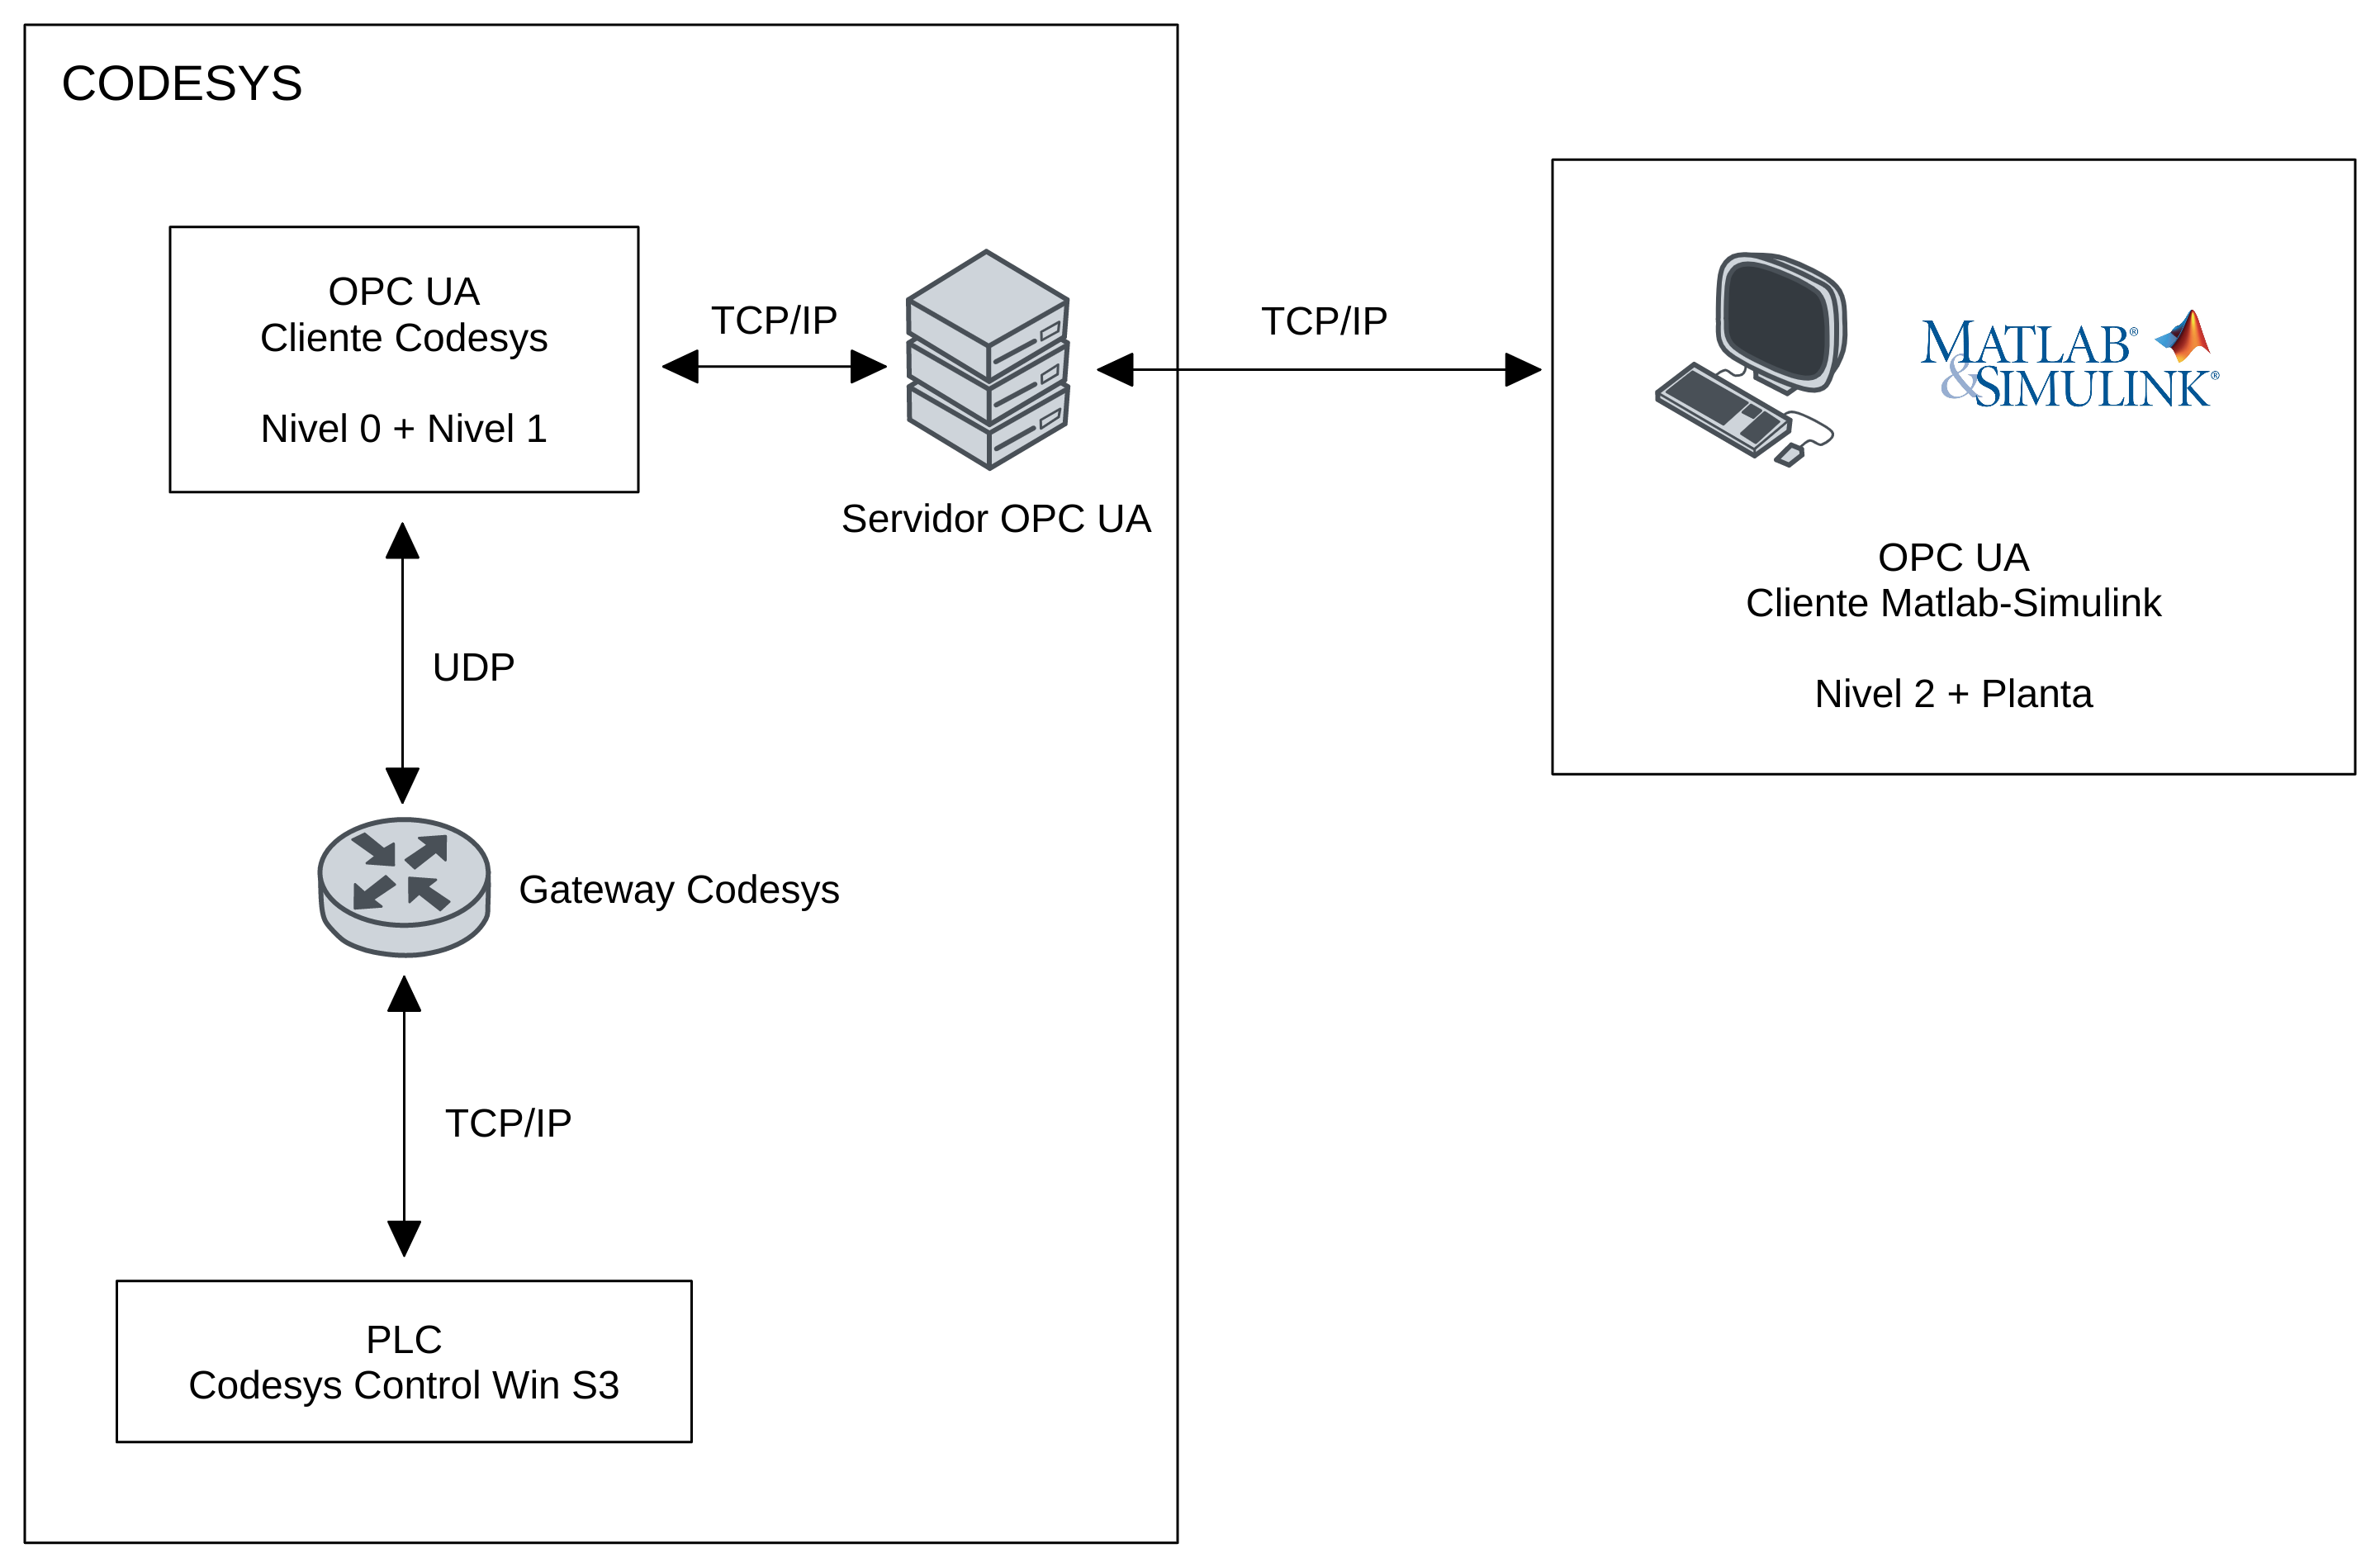 CODESYS
OPC UA
Cliente Codesys
Nivel 0 + Nivel 1
TCP/IP
Servidor OPC UA
TCP/IP
MATLAB®
&SIMULINK®
OPC UA
Cliente Matlab-Simulink
Nivel 2 + Planta
UDP
Gateway Codesys
TCP/IP
PLC
Codesys Control Win S3